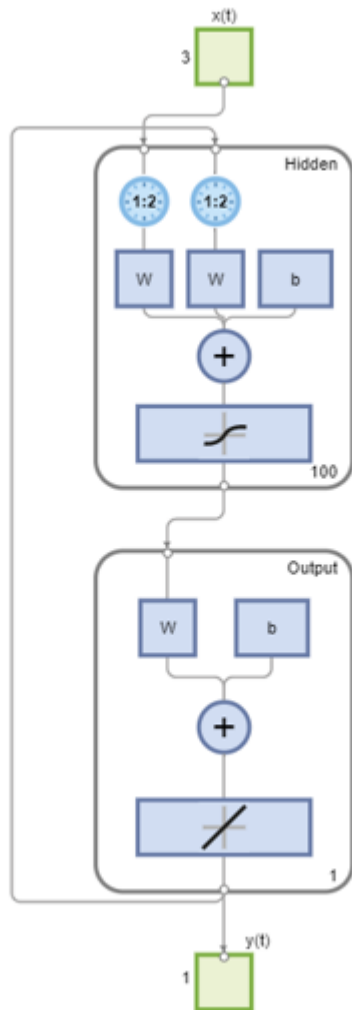 x(t)
3
Hidden
1:2 1:2
W W b
+
100
Output
W b
+
1
y(t)
1